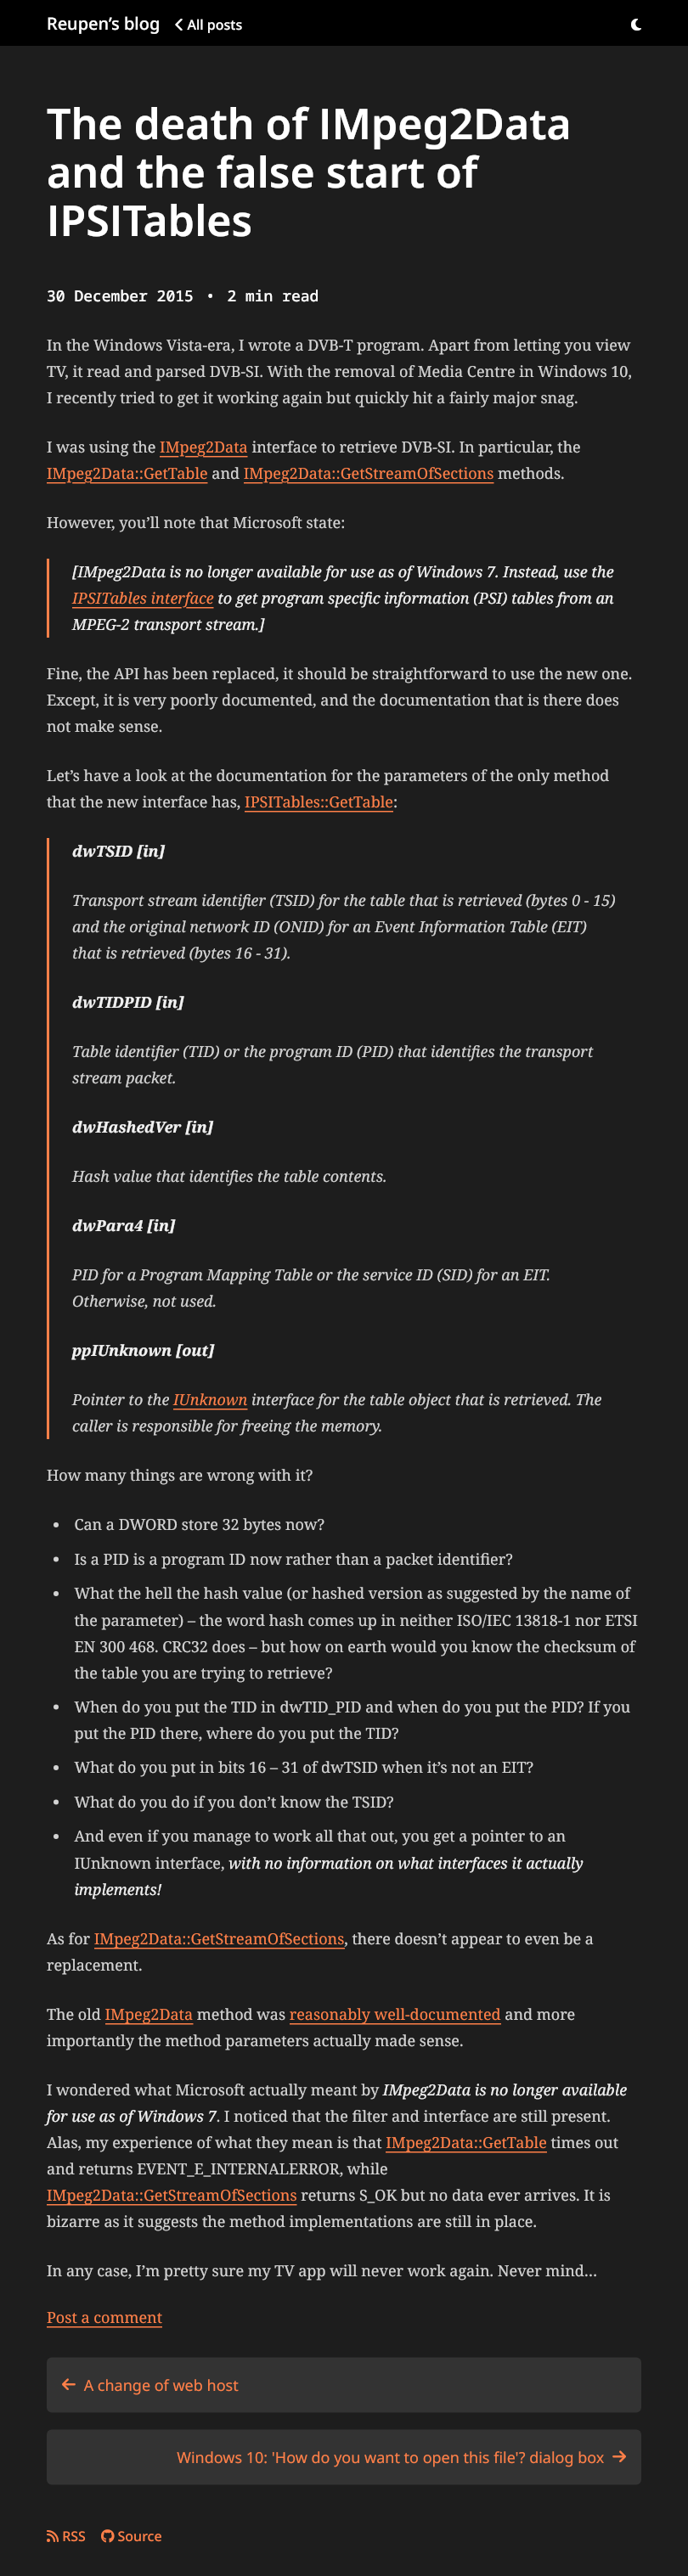 Reupen’s blog All posts
The death of IMpeg2Data
and the false start of
IPSITables
30 December 2015 • 2 min read
In the Windows Vista-era, I wrote a DVB-T program. Apart from letting you view
TV, it read and parsed DVB-SI. With the removal of Media Centre in Windows 10,
I recently tried to get it working again but quickly hit a fairly major snag.
I was using the IMpeg2Data interface to retrieve DVB-SI. In particular, the
IMpeg2Data::GetTable and IMpeg2Data::GetStreamOfSections methods.
However, you’ll note that Microsoft state:
[IMpeg2Data is no longer available for use as of Windows 7. Instead, use the
IPSITables interface to get program specific information (PSI) tables from an
MPEG-2 transport stream.]
Fine, the API has been replaced, it should be straightforward to use the new one.
Except, it is very poorly documented, and the documentation that is there does
not make sense.
Let’s have a look at the documentation for the parameters of the only method
that the new interface has, IPSITables::GetTable:
dwTSID [in]
Transport stream identifier (TSID) for the table that is retrieved (bytes 0 - 15)
and the original network ID (ONID) for an Event Information Table (EIT)
that is retrieved (bytes 16 - 31).
dwTIDPID [in]
Table identifier (TID) or the program ID (PID) that identifies the transport
stream packet.
dwHashedVer [in]
Hash value that identifies the table contents.
dwPara4 [in]
PID for a Program Mapping Table or the service ID (SID) for an EIT.
Otherwise, not used.
ppIUnknown [out]
Pointer to the IUnknown interface for the table object that is retrieved. The
caller is responsible for freeing the memory.
How many things are wrong with it?
• Can a DWORD store 32 bytes now?
• Is a PID is a program ID now rather than a packet identifier?
• What the hell the hash value (or hashed version as suggested by the name of
the parameter) – the word hash comes up in neither ISO/IEC 13818-1 nor ETSI
EN 300 468. CRC32 does – but how on earth would you know the checksum of
the table you are trying to retrieve?
• When do you put the TID in dwTID_PID and when do you put the PID? If you
put the PID there, where do you put the TID?
• What do you put in bits 16 – 31 of dwTSID when it’s not an EIT?
• What do you do if you don’t know the TSID?
• And even if you manage to work all that out, you get a pointer to an
IUnknown interface, with no information on what interfaces it actually
implements!
As for IMpeg2Data::GetStreamOfSections, there doesn’t appear to even be a
replacement.
The old IMpeg2Data method was reasonably well-documented and more
importantly the method parameters actually made sense.
I wondered what Microsoft actually meant by IMpeg2Data is no longer available
for use as of Windows 7. I noticed that the filter and interface are still present.
Alas, my experience of what they mean is that IMpeg2Data::GetTable times out
and returns EVENT_E_INTERNALERROR, while
IMpeg2Data::GetStreamOfSections returns S_OK but no data ever arrives. It is
bizarre as it suggests the method implementations are still in place.
In any case, I’m pretty sure my TV app will never work again. Never mind…
Post a comment
← A change of web host
Windows 10: 'How do you want to open this file'? dialog box →
RSS Source